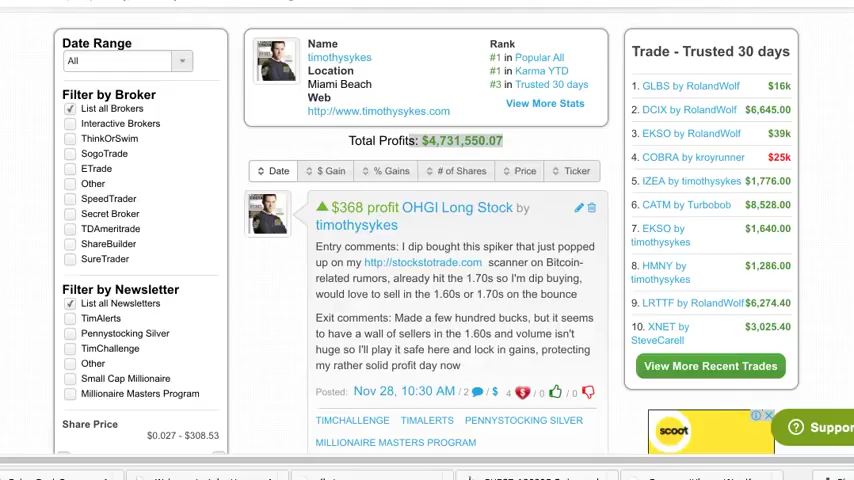 Date Range
All
Filter by Broker
List all Brokers
Interactive Brokers
ThinkOrSwim
SogoTrade
ETrade
Other
SpeedTrader
Secret Broker
TDAmeritrade
ShareBuilder
SureTrader
Filter by Newsletter
List all Newsletters
TimAlerts
Pennystocking Silver
TimChallenge
Other
Small Cap Millionaire
Millionaire Masters Program
Share Price
$0.027 - $308.53
Name
timothysykes
Location
Miami Beach
Web
http://www.timothysykes.com
Rank
#1 in Popular All
#1 in Karma YTD
#3 in Trusted 30 days
View More Stats
Total Profits: $4,731,550.07
Date $ Gain % Gains # of Shares Price Ticker
$368 profit OHGI Long Stock by
timothysykes
Entry comments: I dip bought this spiker that just popped
up on my http://stockstotrade.com scanner on Bitcoin-
related rumors, already hit the 1.70s so I'm dip buying,
would love to sell in the 1.60s or 1.70s on the bounce
Exit comments: Made a few hundred bucks, but it seems
to have a wall of sellers in the 1.60s and volume isn't
huge so I'll play it safe here and lock in gains, protecting
my rather solid profit day now
Posted: Nov 28, 10:30 AM / 2 / $ 4 $ / 0 / 0
TIMCHALLENGE TIMALERTS PENNYSTOCKING SILVER
MILLIONAIRE MASTERS PROGRAM
Trade - Trusted 30 days
1. GLBS by RolandWolf $16k
2. DCIX by RolandWolf $6,645.00
3. EKSO by RolandWolf $39k
4. COBRA by kroyrunner $25k
5. IZEA by timothysykes $1,776.00
6. CATM by Turbobob $8,528.00
7. EKSO by $1,640.00
timothysykes
8. HMNY by $1,286.00
timothysykes
9. LRTTF by RolandWolf $6,274.40
10. XNET by $3,025.40
SteveCarell
View More Recent Trades
scoot
Suppor